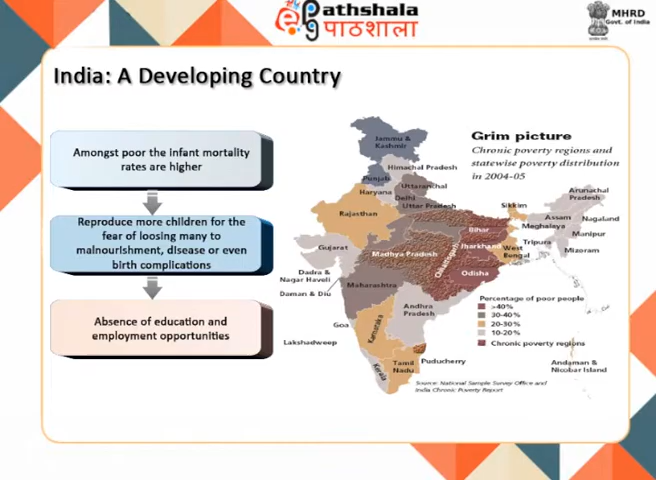 ePathshala
पाठशाला
MHRD
Govt. of India
India: A Developing Country
Amongst poor the infant mortality
rates are higher
Reproduce more children for the
fear of loosing many to
malnourishment, disease or even
birth complications
Absence of education and
employment opportunities
Grim picture
Chronic poverty regions and
statewise poverty distribution
in 2004-05
Jammu &
Kashmir
Himachal Pradesh
Punjab
Uttaranchal
Haryana
Delhi
Uttar Pradesh
Rajasthan
Sikkim
Arunachal
Pradesh
Assam
Nagaland
Meghalaya
Manipur
Tripura
Mizoram
Bihar
Jharkhand
West
Bengal
Gujarat
Madhya Pradesh
Chhattisgarh
Odisha
Dadra &
Nagar Haveli
Daman & Diu
Maharashtra
Andhra
Pradesh
Goa
Karnataka
Lakshadweep
Kerala
Tamil
Nadu
Puducherry
Andaman &
Nicobar Island
Percentage of poor people
>40%
30-40%
20-30%
10-20%
Chronic poverty regions
Source: National Sample Survey Office and
India Chronic Poverty Report